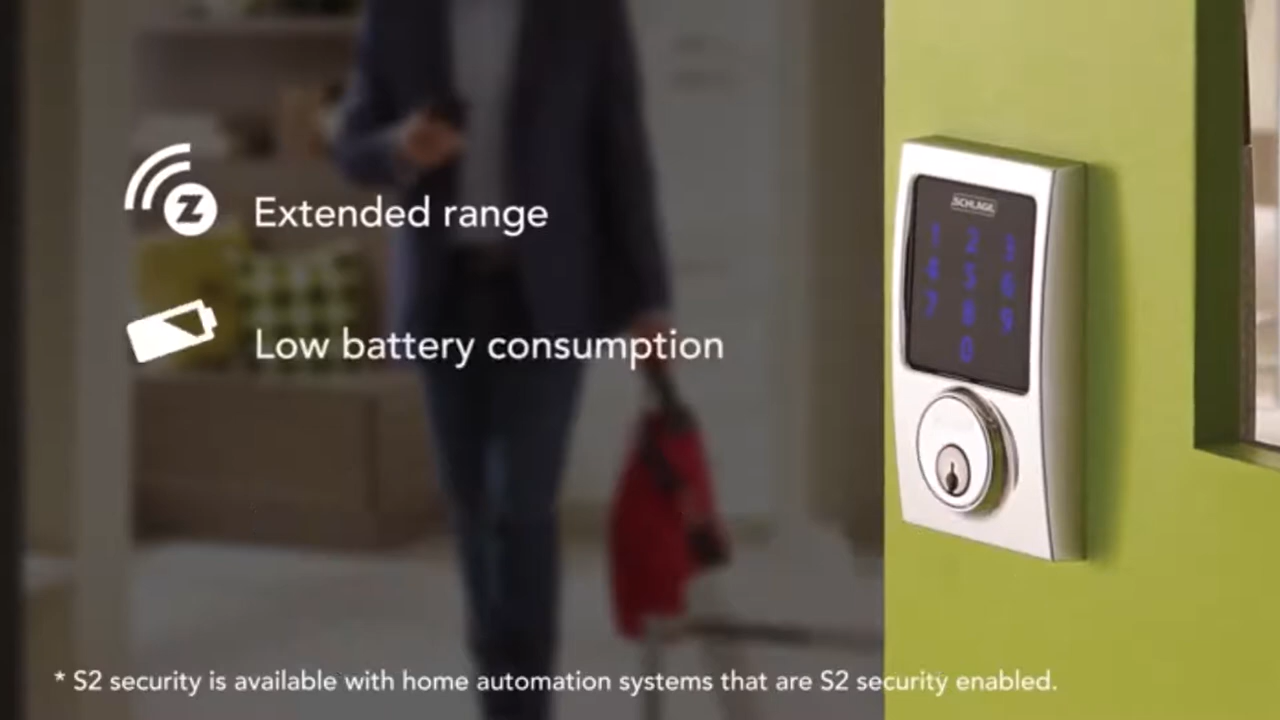 Z
Extended range
Low battery consumption
SCHLAGE
1 2 3
4 5 6
7 8 9
0
* S2 security is available with home automation systems that are S2 security enabled.